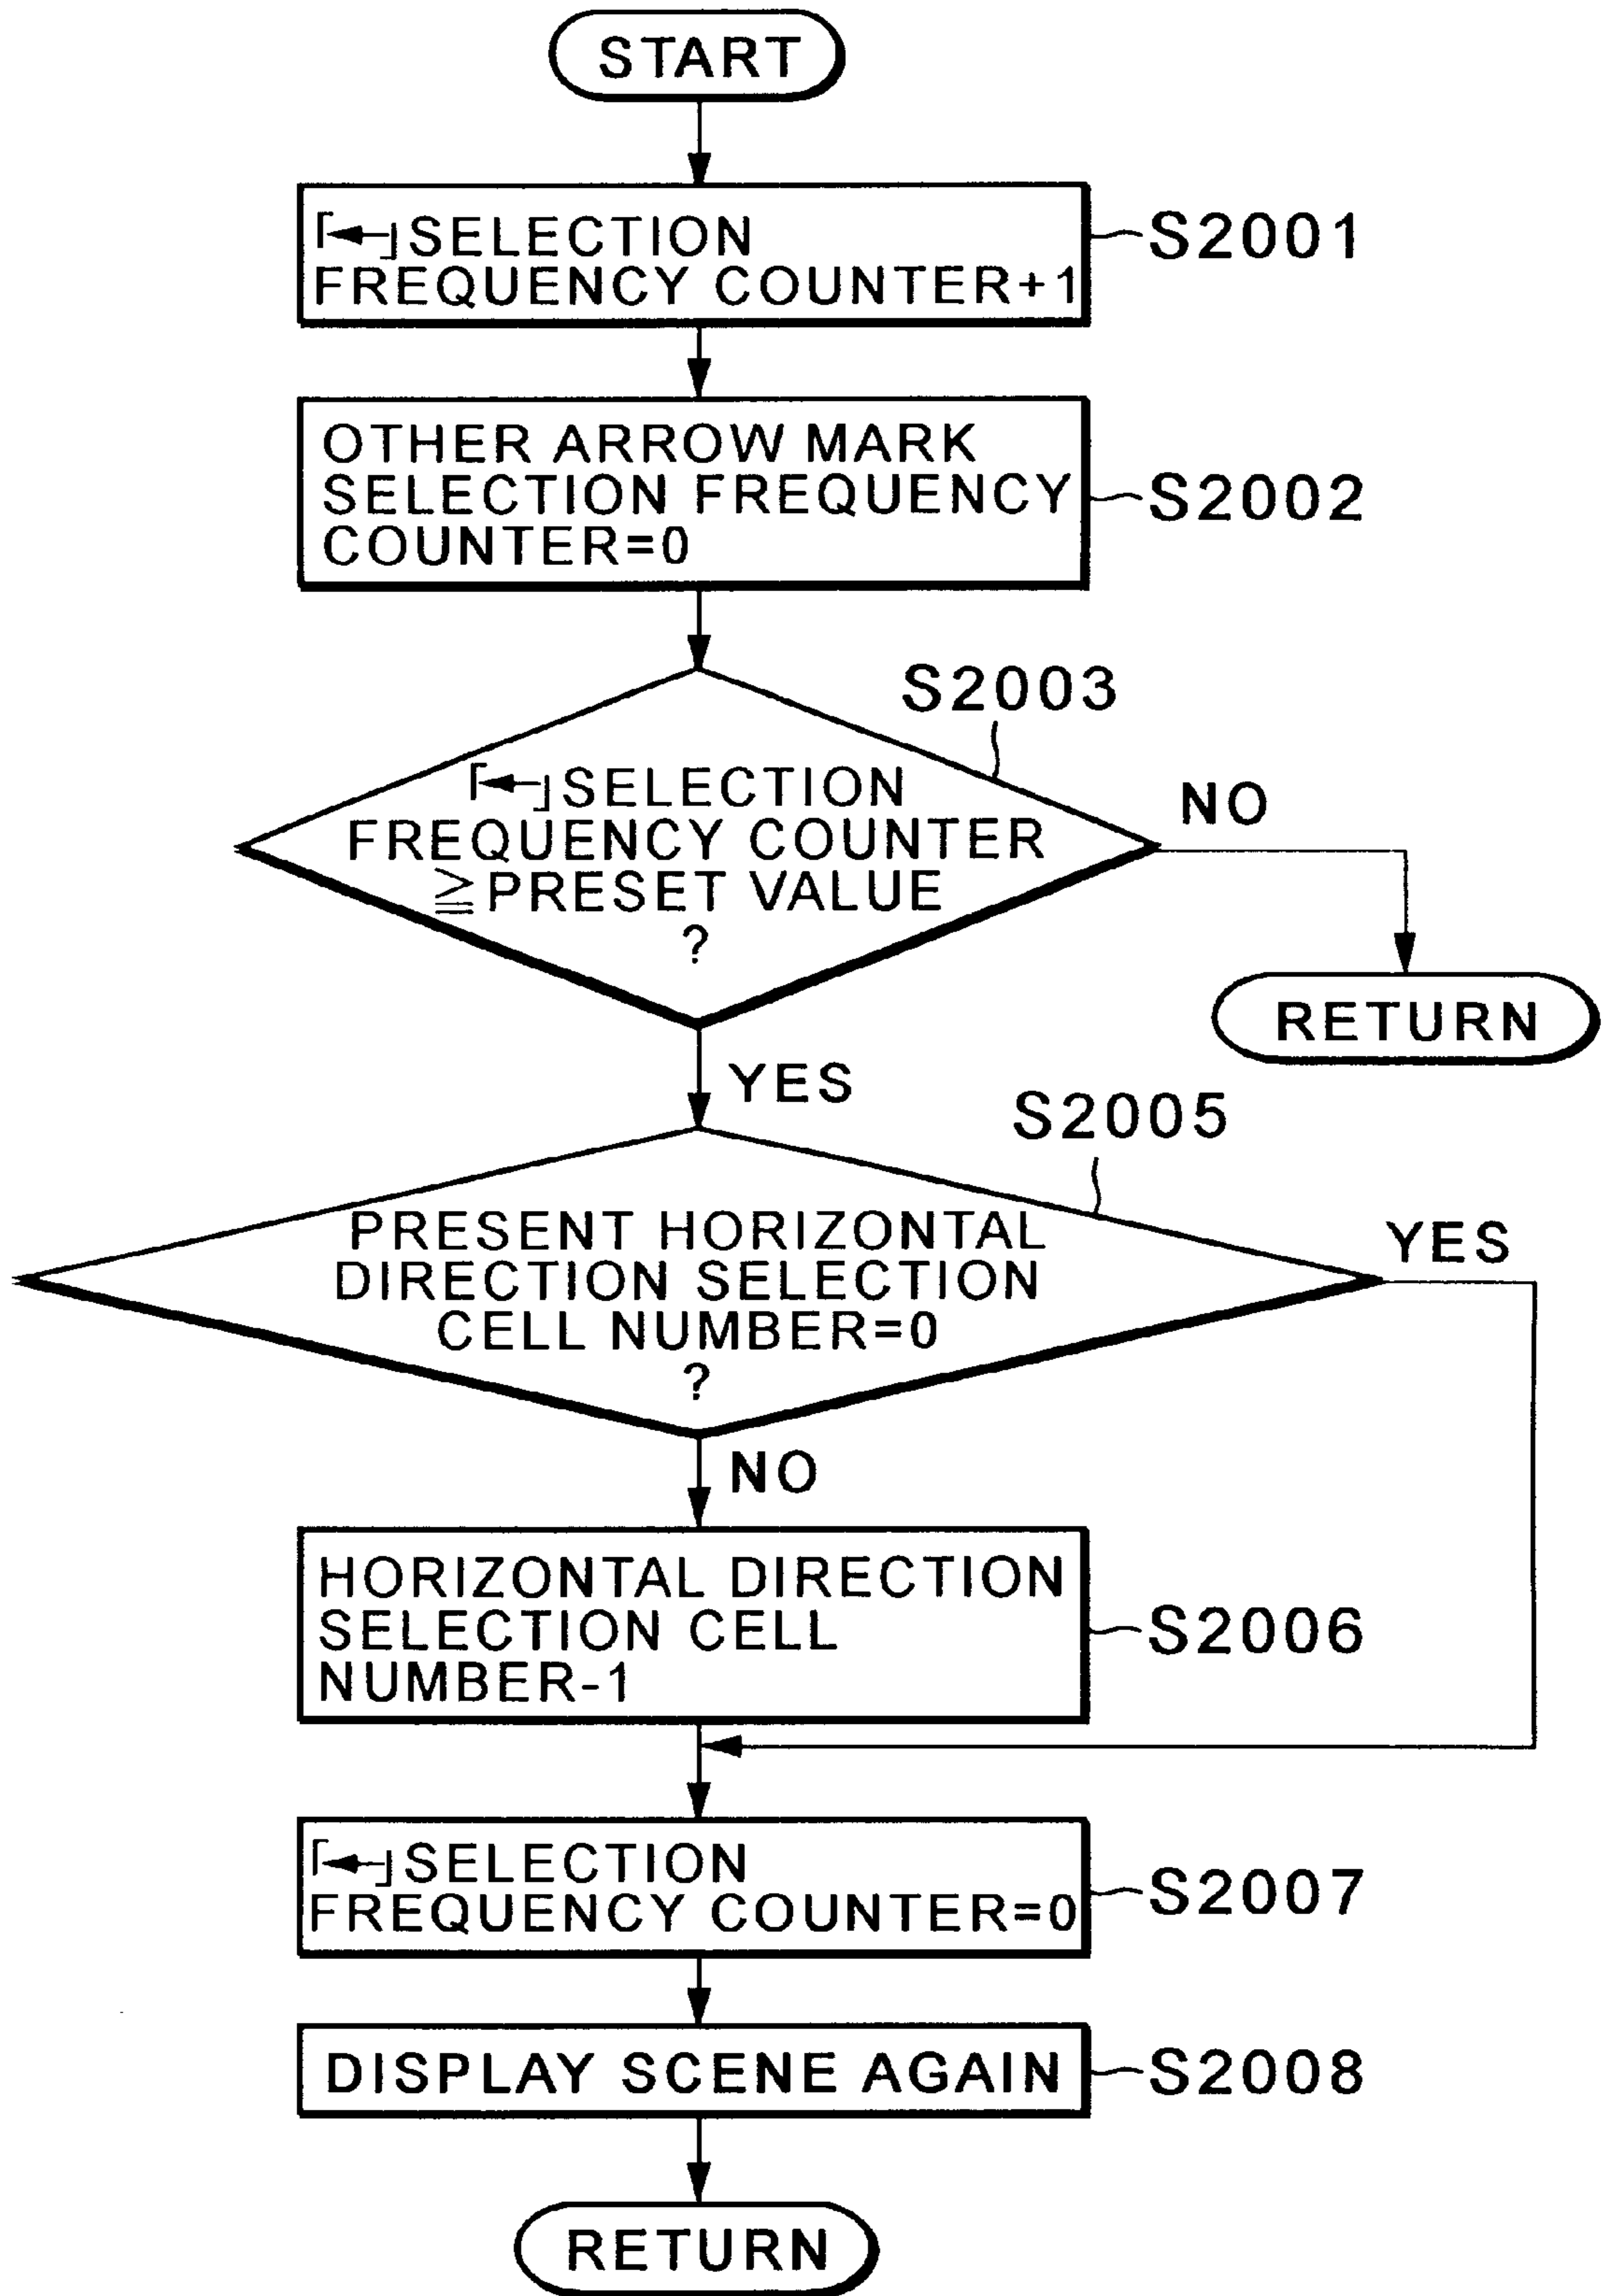 START
「←」SELECTION
FREQUENCY COUNTER+1
S2001
OTHER ARROW MARK
SELECTION FREQUENCY
COUNTER=0
S2002
S2003
「←」SELECTION
FREQUENCY COUNTER
≧PRESET VALUE
?
NO
RETURN
YES
S2005
PRESENT HORIZONTAL
DIRECTION SELECTION
CELL NUMBER=0
?
YES
NO
HORIZONTAL DIRECTION
SELECTION CELL
NUMBER-1
S2006
「←」SELECTION
FREQUENCY COUNTER=0
S2007
DISPLAY SCENE AGAIN
S2008
RETURN